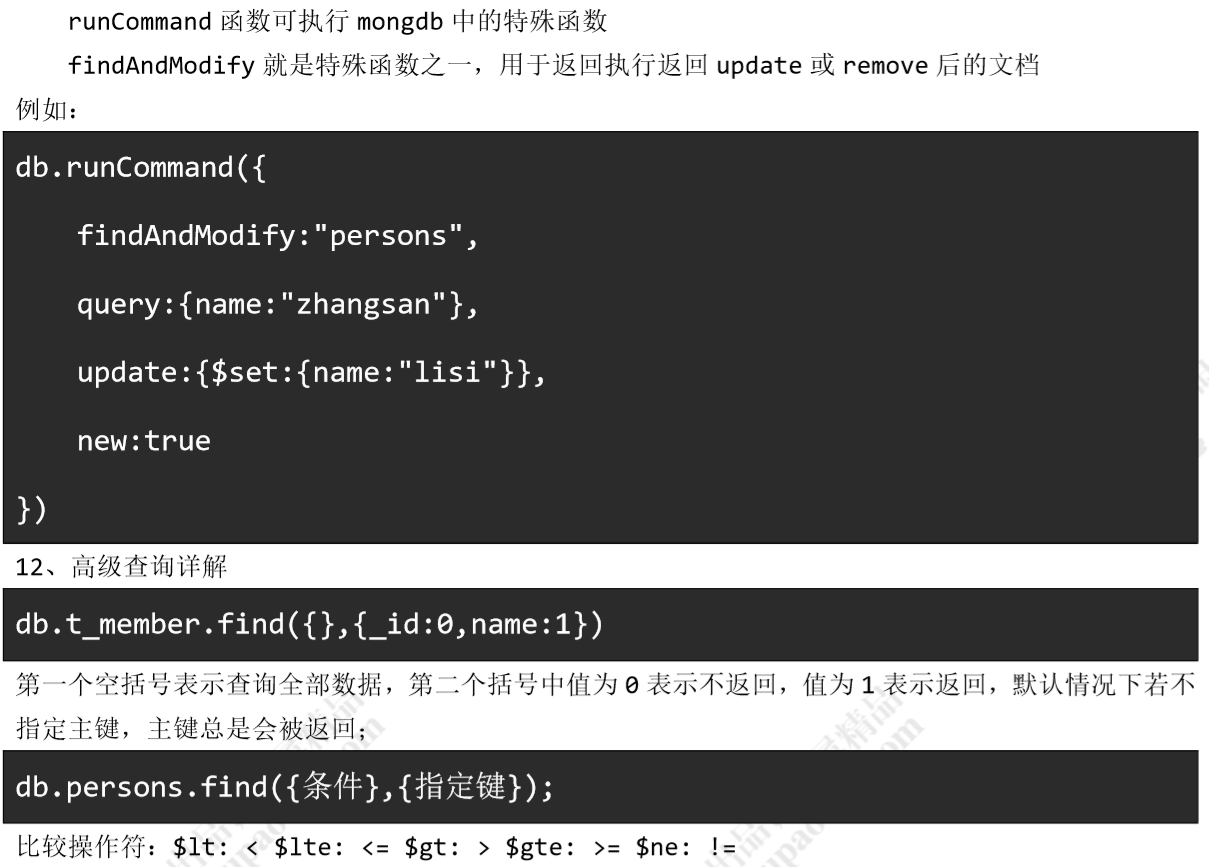 runCommand 函数可执行 mongdb 中的特殊函数
findAndModify 就是特殊函数之一，用于返回执行返回 update 或 remove 后的文档
例如：
db.runCommand({
findAndModify:"persons",
query:{name:"zhangsan"},
update:{$set:{name:"lisi"}},
new:true
})
12、高级查询详解
db.t_member.find({},{_id:0,name:1})
第一个空括号表示查询全部数据，第二个括号中值为 0 表示不返回，值为 1 表示返回，默认情况下若不
指定主键，主键总是会被返回；
db.persons.find({条件},{指定键});
比较操作符：$lt: < $lte: <= $gt: > $gte: >= $ne: !=